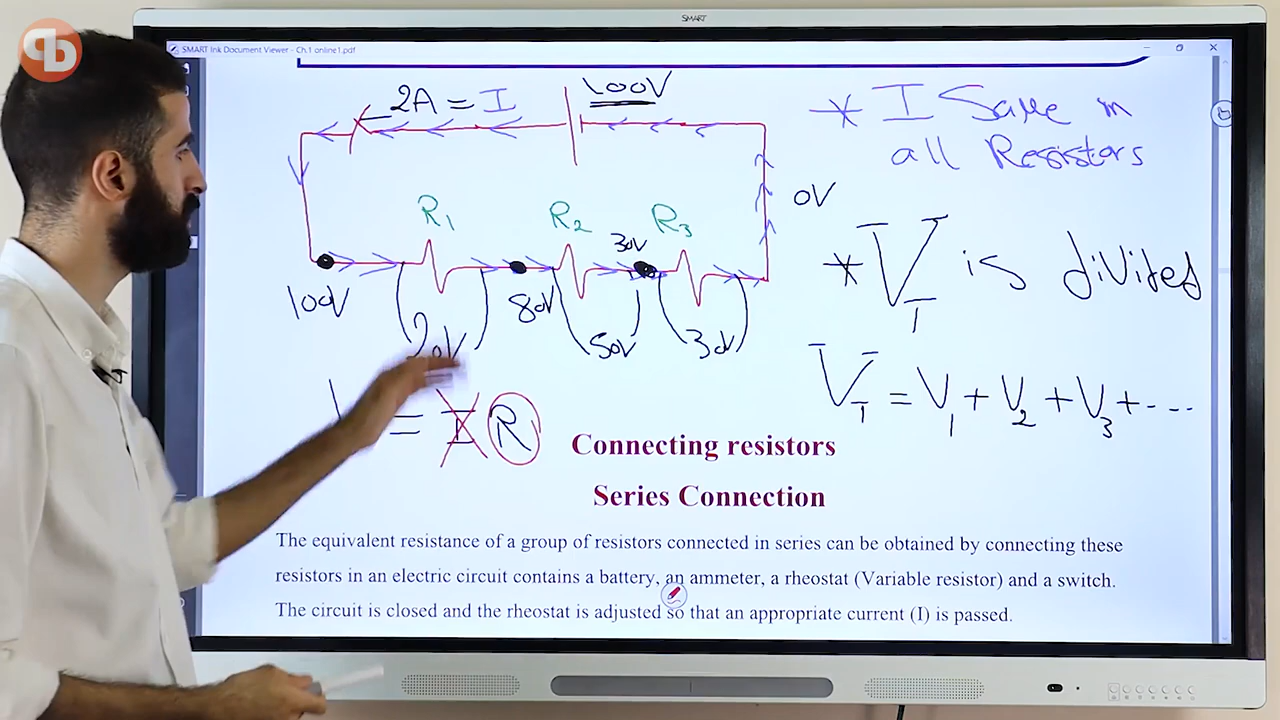 SMART
SMART Ink Document Viewer - Ch.1 online1.pdf
2A = I
100V
* I Same in
all Resistors
0V
R1
R2
R3
30V
* VT is divided
100V
80V
20V
50V
30V
VT = V1 + V2 + V3 + ...
V = I R
Connecting resistors
Series Connection
The equivalent resistance of a group of resistors connected in series can be obtained by connecting these
resistors in an electric circuit contains a battery, an ammeter, a rheostat (Variable resistor) and a switch.
The circuit is closed and the rheostat is adjusted so that an appropriate current (I) is passed.